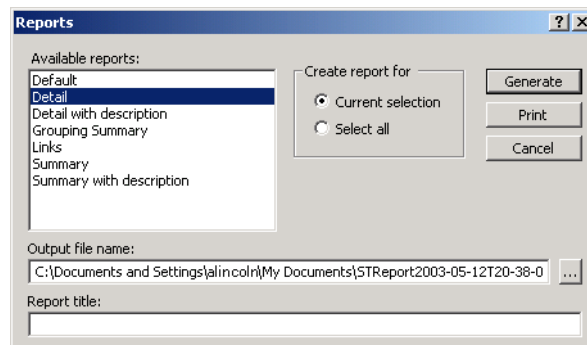 Reports
Available reports:
Default
Detail
Detail with description
Grouping Summary
Links
Summary
Summary with description
Create report for
Current selection
Select all
Generate
Print
Cancel
Output file name:
C:\Documents and Settings\alincoln\My Documents\STReport2003-05-12T20-38-0
...
Report title: